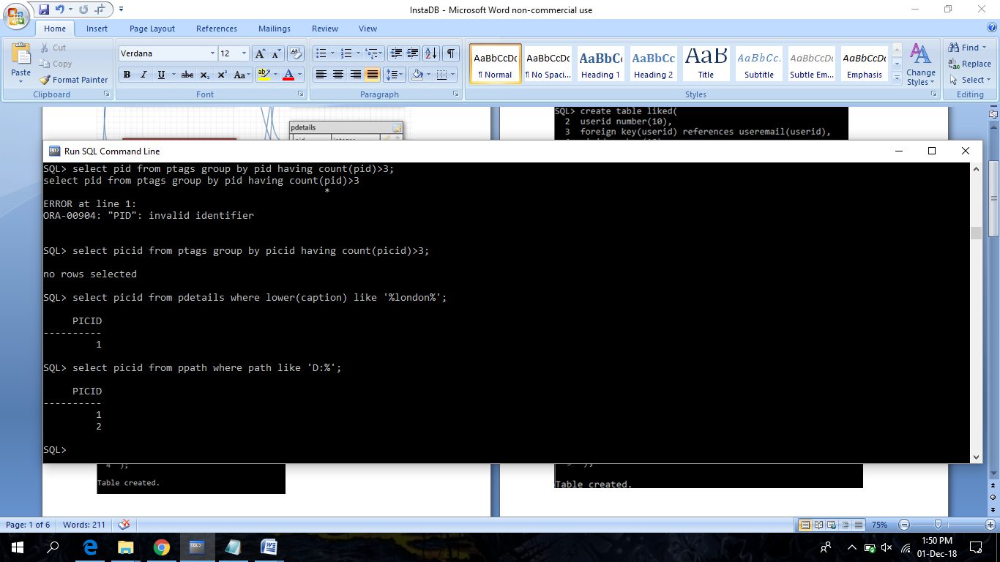 InstaDB - Microsoft Word non-commercial use
Home Insert Page Layout References Mailings Review View
Paste
Cut
Copy
Format Painter
Clipboard
Verdana 12
B I U abc X₂ X² Aa
Font
Paragraph
AaBbCcDc AaBbCcDc AaBbC AaBbCc AaB AaBbCc. AaBbCcDc AaBbCcDc
¶ Normal ¶ No Spaci... Heading 1 Heading 2 Title Subtitle Subtle Em... Emphasis
Change
Styles
Styles
Find
Replace
Select
Editing
pdetails
SQL> create table liked(
2 userid number(10),
3 foreign key(userid) references useremail(userid),
Run SQL Command Line
SQL> select pid from ptags group by pid having count(pid)>3;
select pid from ptags group by pid having count(pid)>3
*
ERROR at line 1:
ORA-00904: "PID": invalid identifier
SQL> select picid from ptags group by picid having count(picid)>3;
no rows selected
SQL> select picid from pdetails where lower(caption) like '%london%';
PICID
----------
1
SQL> select picid from ppath where path like 'D:%';
PICID
----------
1
2
SQL>
4 );
Table created.
);
Table created.
Page: 1 of 6 Words: 211
75%
1:50 PM
01-Dec-18